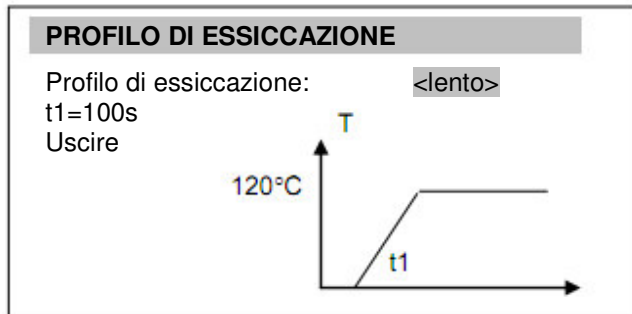 PROFILO DI ESSICCAZIONE
Profilo di essiccazione: <lento>
t1=100s
Uscire
T
120°C
t1